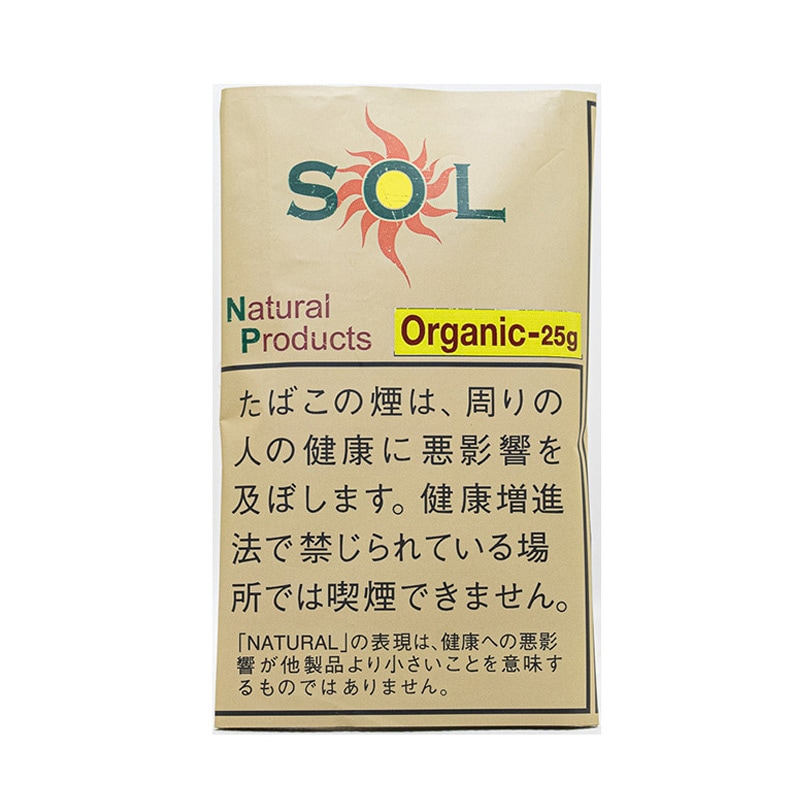 SOL
Natural
Products
Organic-25g
たばこの煙は、周りの
人の健康に悪影響を
及ぼします。健康増進
法で禁じられている場
所では喫煙できません。
「NATURAL」の表現は、健康への悪影
響が他製品より小さいことを意味す
るものではありません。